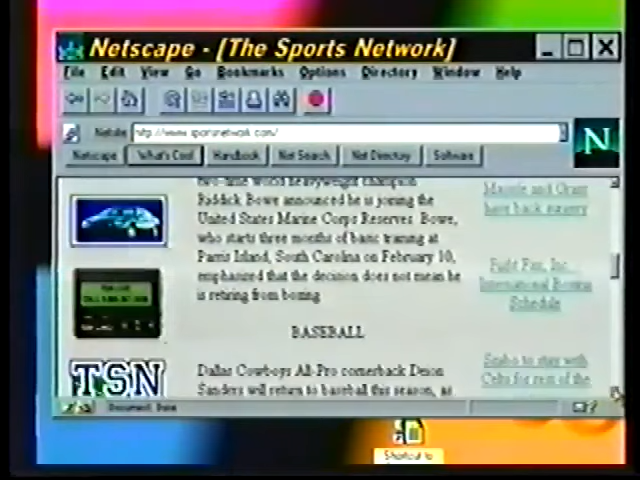 Netscape - [The Sports Network]
File Edit View Go Bookmarks Options Directory Window Help
Netsite: http://www.sportsnetwork.com/
N
Netscape What's Cool Handbook Net Search Net Directory Software
two-time world heavyweight champion
Riddick Bowe announced he is joining the
United States Marine Corps Reserves. Bowe,
who starts three months of basic training at
Parris Island, South Carolina on February 10,
emphasized that the decision does not mean he
is retiring from boxing.
BASEBALL
Dallas Cowboys All-Pro cornerback Deion
Sanders will return to baseball this season, as
TSN
and Grant
have back surgery
Fight Fax, Inc.
International Boxing
Schedule
to stay with
Celts for rest of the
Document: Done
Shortcut to